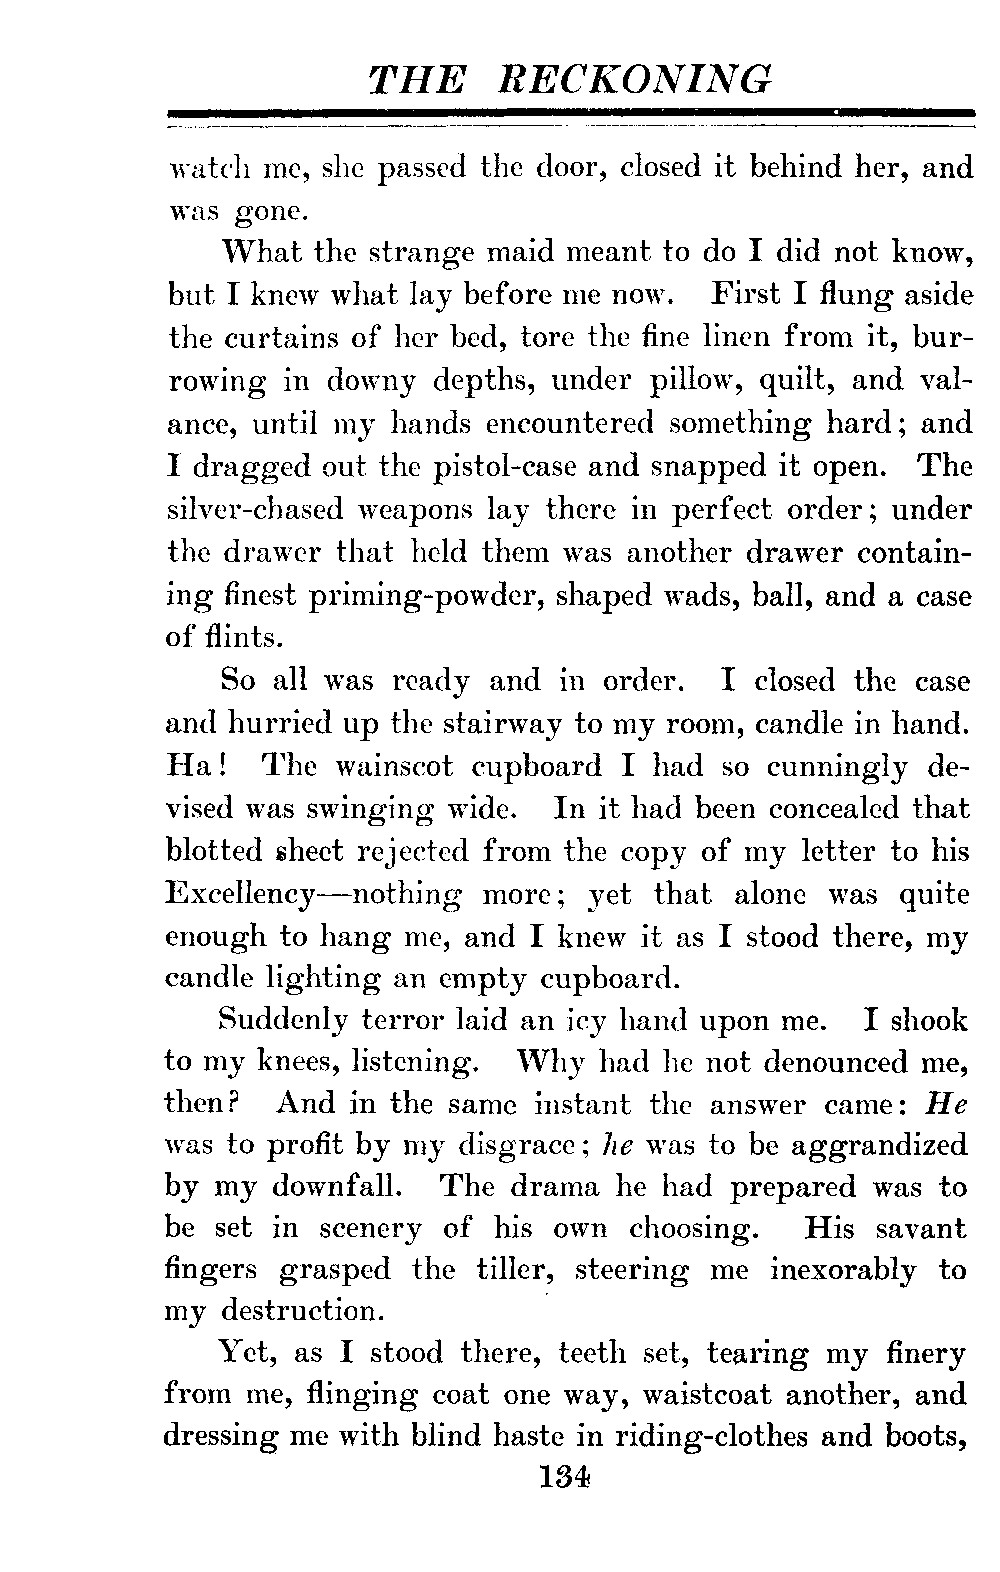 THE RECKONING
watch me, she passed the door, closed it behind her, and
was gone.
What the strange maid meant to do I did not know,
but I knew what lay before me now. First I flung aside
the curtains of her bed, tore the fine linen from it, bur-
rowing in downy depths, under pillow, quilt, and val-
ance, until my hands encountered something hard; and
I dragged out the pistol-case and snapped it open. The
silver-chased weapons lay there in perfect order; under
the drawer that held them was another drawer contain-
ing finest priming-powder, shaped wads, ball, and a case
of flints.
So all was ready and in order. I closed the case
and hurried up the stairway to my room, candle in hand.
Ha! The wainscot cupboard I had so cunningly de-
vised was swinging wide. In it had been concealed that
blotted sheet rejected from the copy of my letter to his
Excellency—nothing more; yet that alone was quite
enough to hang me, and I knew it as I stood there, my
candle lighting an empty cupboard.
Suddenly terror laid an icy hand upon me. I shook
to my knees, listening. Why had he not denounced me,
then? And in the same instant the answer came: He
was to profit by my disgrace; he was to be aggrandized
by my downfall. The drama he had prepared was to
be set in scenery of his own choosing. His savant
fingers grasped the tiller, steering me inexorably to
my destruction.
Yet, as I stood there, teeth set, tearing my finery
from me, flinging coat one way, waistcoat another, and
dressing me with blind haste in riding-clothes and boots,
134